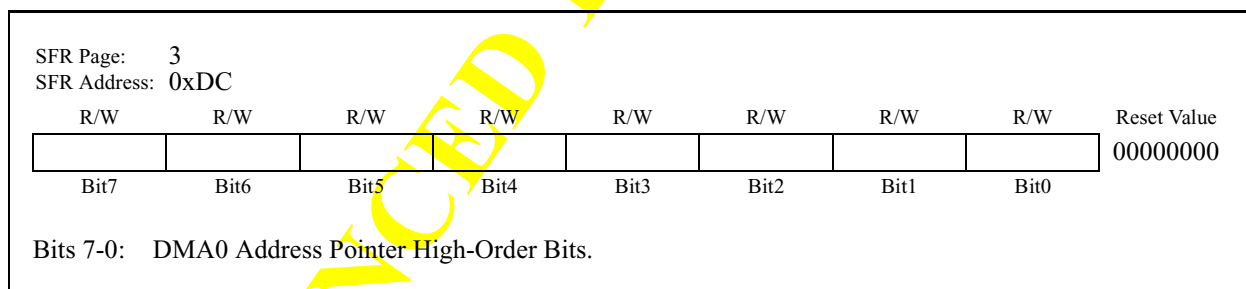 SFR Page: 3
SFR Address: 0xDC
R/W R/W R/W R/W R/W R/W R/W R/W Reset Value
00000000
Bit7 Bit6 Bit5 Bit4 Bit3 Bit2 Bit1 Bit0
Bits 7-0: DMA0 Address Pointer High-Order Bits.